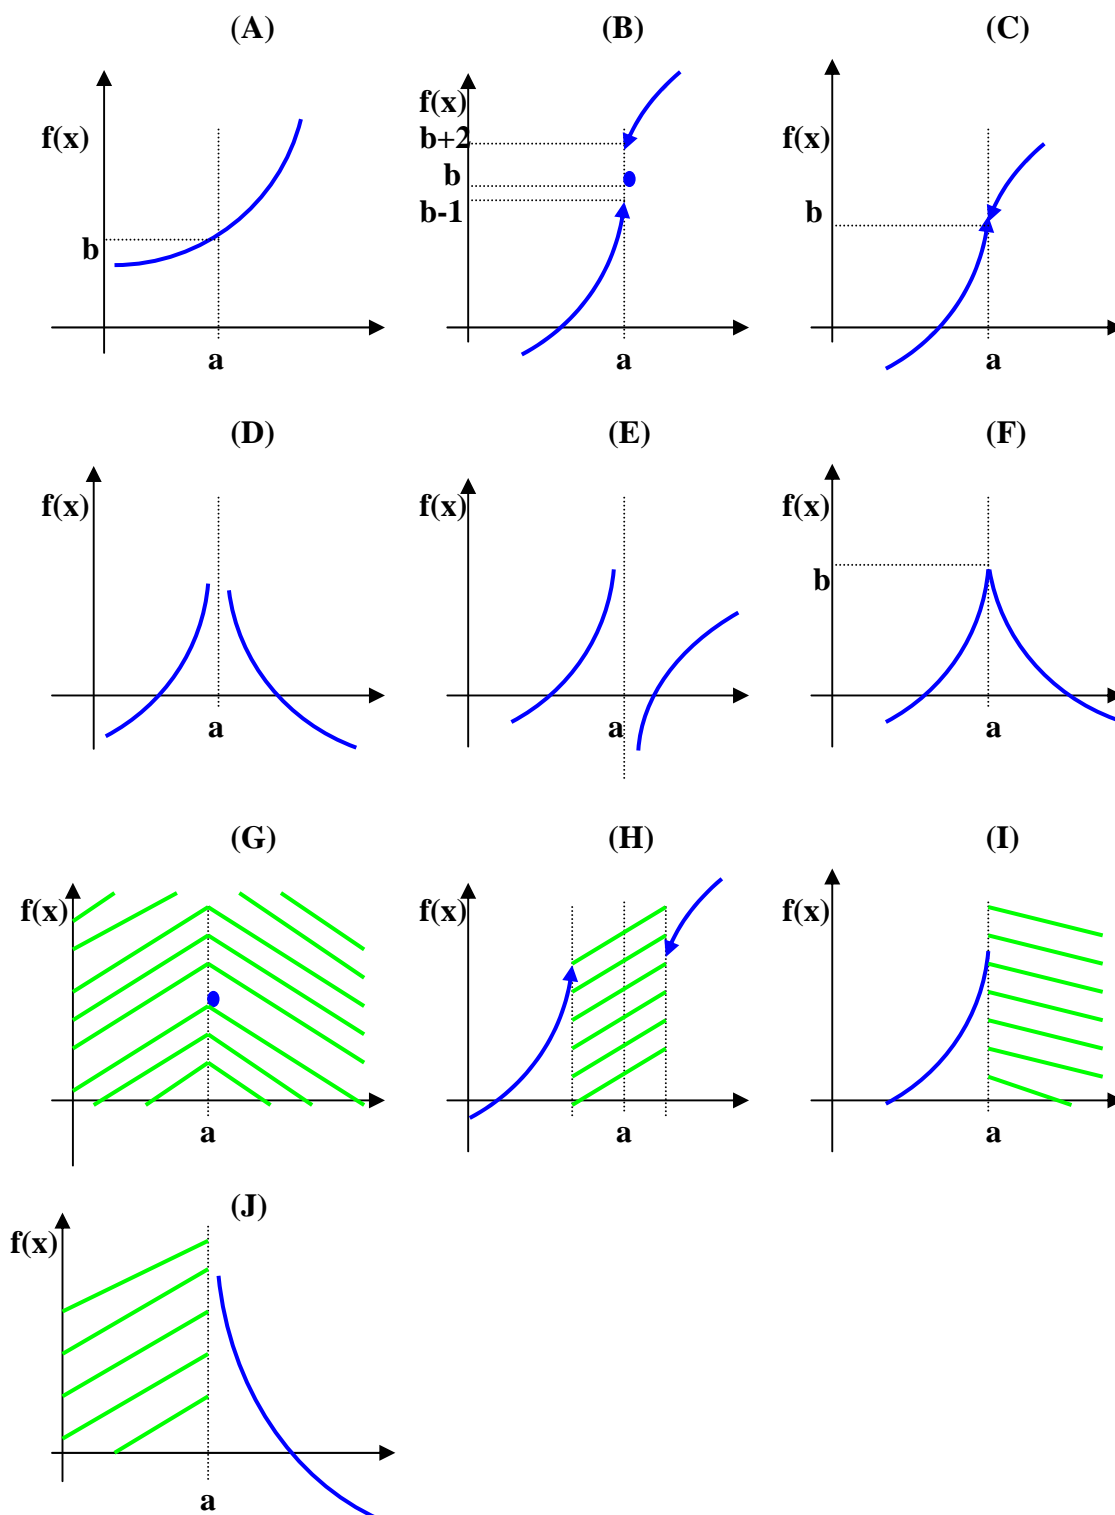 (A) (B) (C)
f(x) f(x) f(x)
b+2
b b b
b-1
a a a
(D) (E) (F)
f(x) f(x) f(x)
b
a a a
(G) (H) (I)
f(x) f(x) f(x)
a a a
(J)
f(x)
a